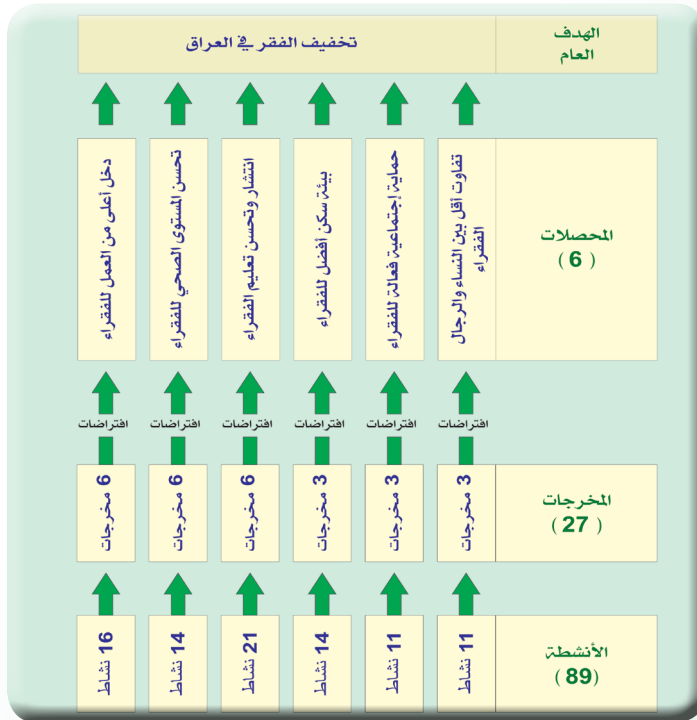 الهدف
العام
تخفيف الفقر في العراق
المحصلات
( 6 )
تفاوت أقل بين النساء والرجال
الفقراء
حماية إجتماعية فعالة للفقراء
بيئة سكن أفضل للفقراء
انتشار وتحسن تعليم الفقراء
تحسن المستوى الصحي للفقراء
دخل أعلى من العمل للفقراء
افتراضات
افتراضات
افتراضات
افتراضات
افتراضات
افتراضات
المخرجات
( 27 )
3 مخرجات
3 مخرجات
3 مخرجات
6 مخرجات
6 مخرجات
6 مخرجات
الأنشطة
(89)
11 نشاط
11 نشاط
14 نشاط
21 نشاط
14 نشاط
16 نشاط